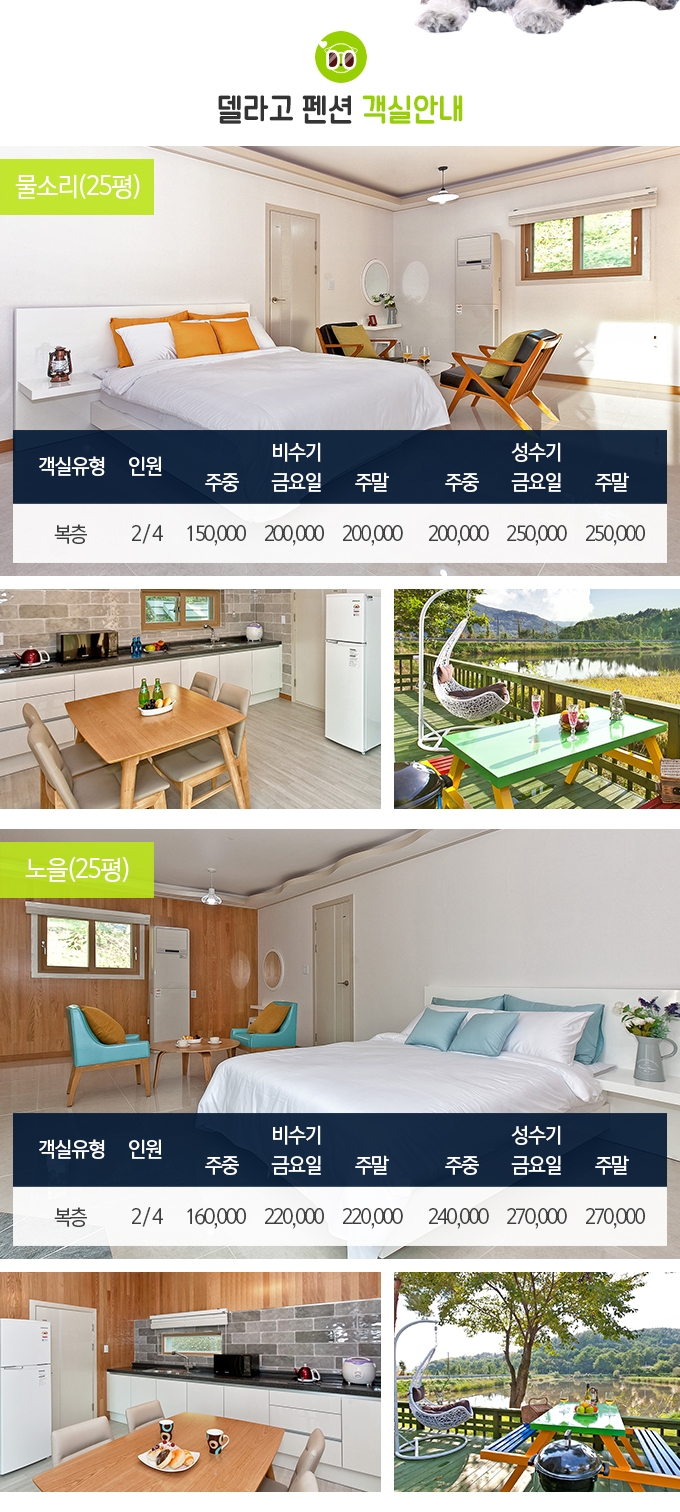 델라고 펜션 객실안내
물소리(25평)
객실유형 인원 비수기 성수기
주중 금요일 주말 주중 금요일 주말
복층 2/4 150,000 200,000 200,000 200,000 250,000 250,000
노을(25평)
객실유형 인원 비수기 성수기
주중 금요일 주말 주중 금요일 주말
복층 2/4 160,000 220,000 220,000 240,000 270,000 270,000